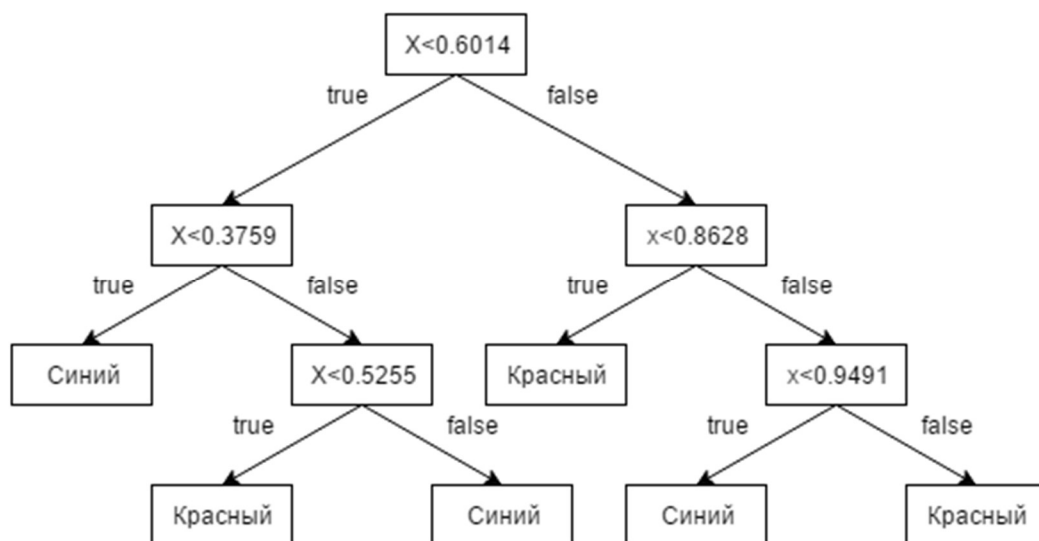 X<0.6014
true false
X<0.3759 x<0.8628
true false true false
Синий X<0.5255 Красный x<0.9491
true false true false
Красный Синий Синий Красный